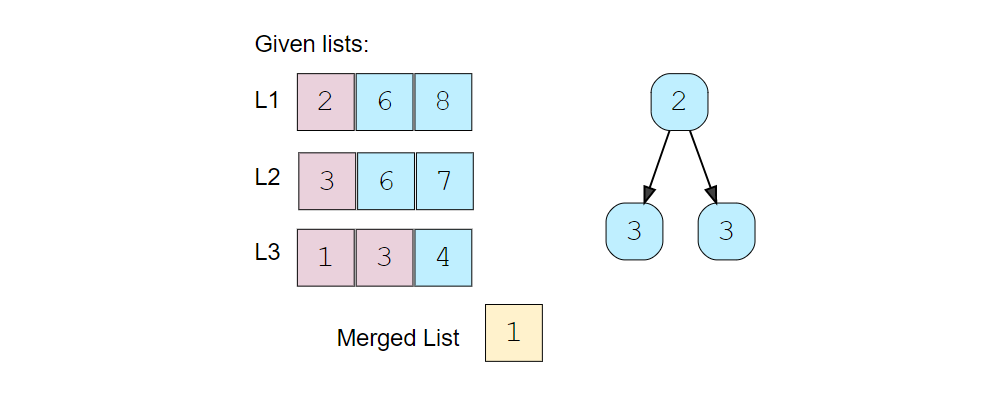 Given lists:
L1 2 6 8
L2 3 6 7
L3 1 3 4
Merged List 1
2
3 3